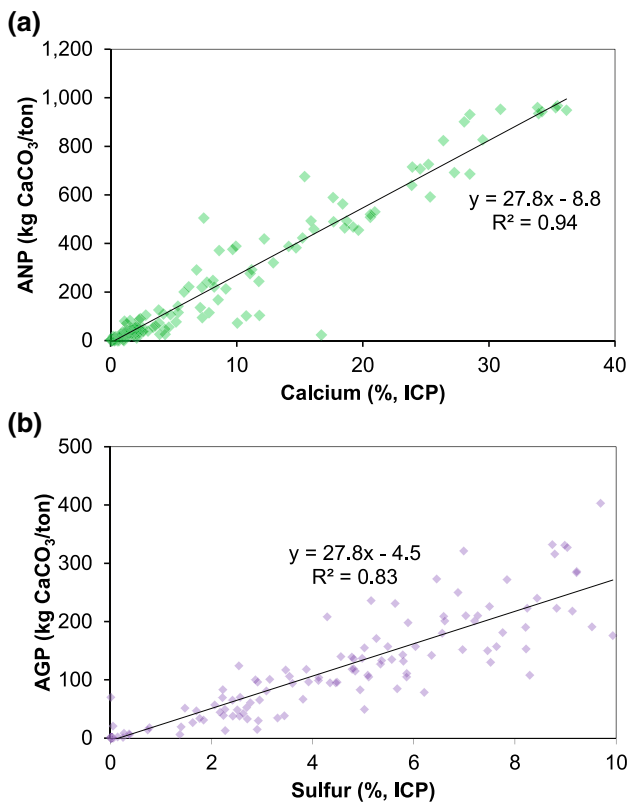 (a)
1,200
1,000
800
600
400
200
0
ANP (kg CaCO₃/ton)
y = 27.8x - 8.8
R² = 0.94
0 10 20 30 40
Calcium (%, ICP)
(b)
500
400
300
200
100
0
AGP (kg CaCO₃/ton)
y = 27.8x - 4.5
R² = 0.83
0 2 4 6 8 10
Sulfur (%, ICP)